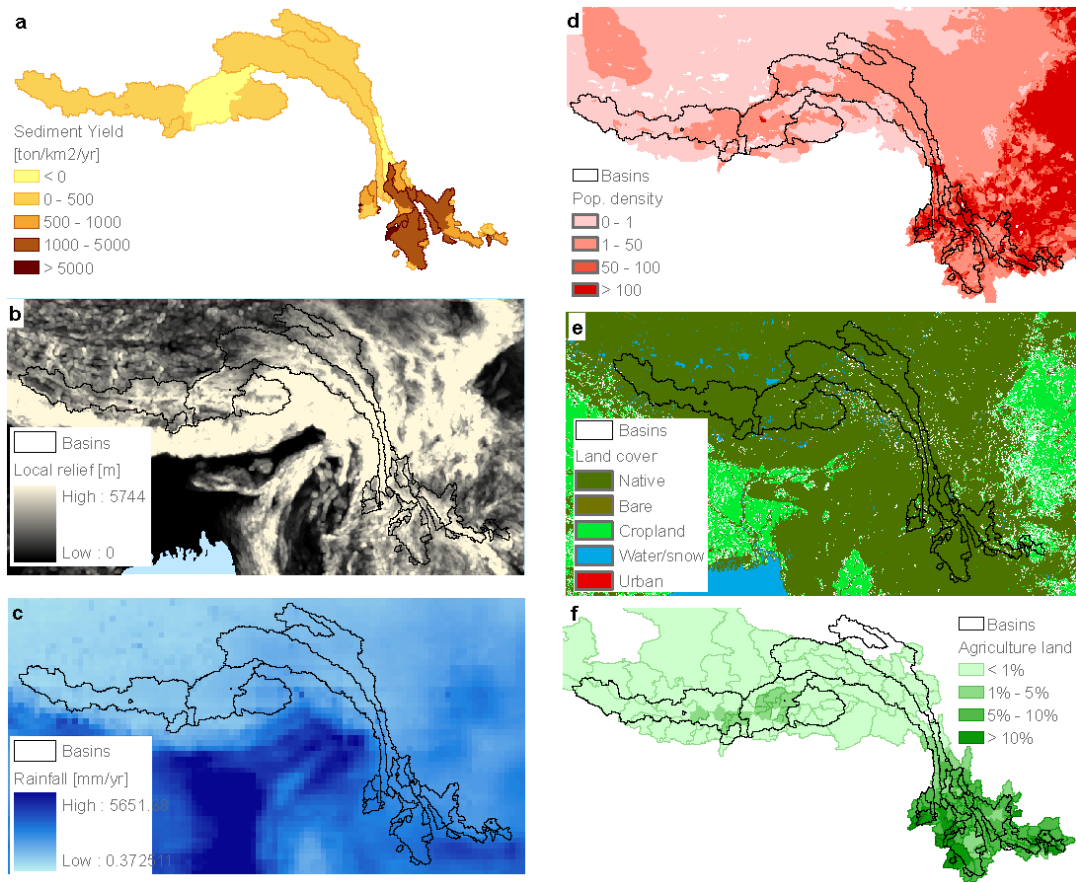 a
Sediment Yield
[ton/km2/yr]
< 0
0 - 500
500 - 1000
1000 - 5000
> 5000
b
Basins
Local relief [m]
High : 5744
Low : 0
c
Basins
Rainfall [mm/yr]
High : 5651.38
Low : 0.372511
d
Basins
Pop. density
0 - 1
1 - 50
50 - 100
> 100
e
Basins
Land cover
Native
Bare
Cropland
Water/snow
Urban
f
Basins
Agriculture land
< 1%
1% - 5%
5% - 10%
> 10%